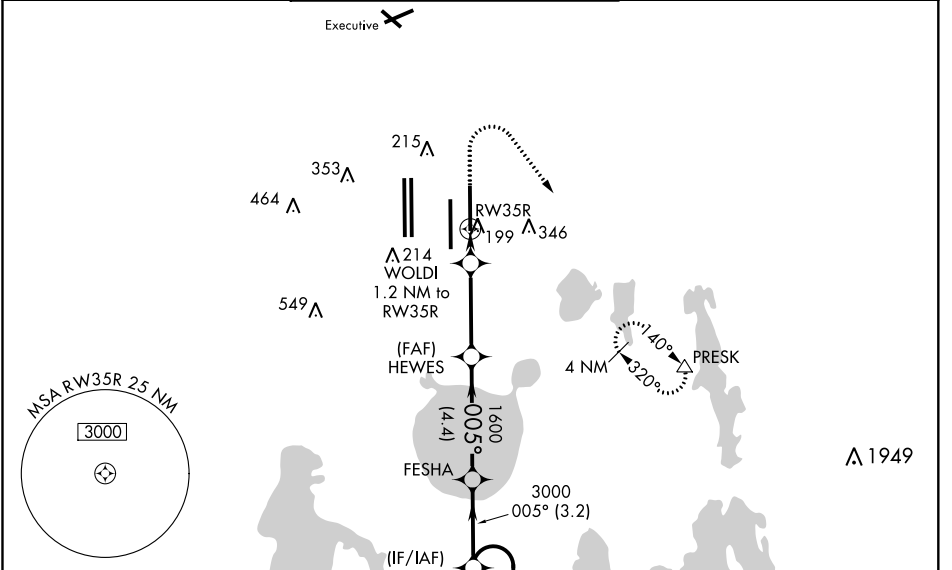 Executive
215
353
464
RW35R
199
346
214
WOLDI
1.2 NM to
RW35R
549
(FAF)
HEWES
4 NM
140°
320°
PRESK
MSA RW35R 25 NM
3000
1600
005°
(4.4)
FESHA
1949
3000
005° (3.2)
(IF/IAF)